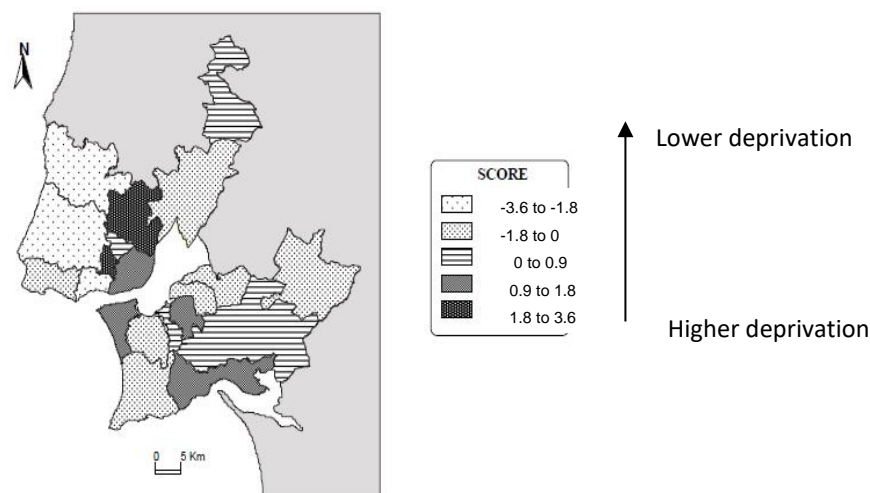 N
SCORE
-3.6 to -1.8
-1.8 to 0
0 to 0.9
0.9 to 1.8
1.8 to 3.6
Lower deprivation
Higher deprivation
0 5 Km